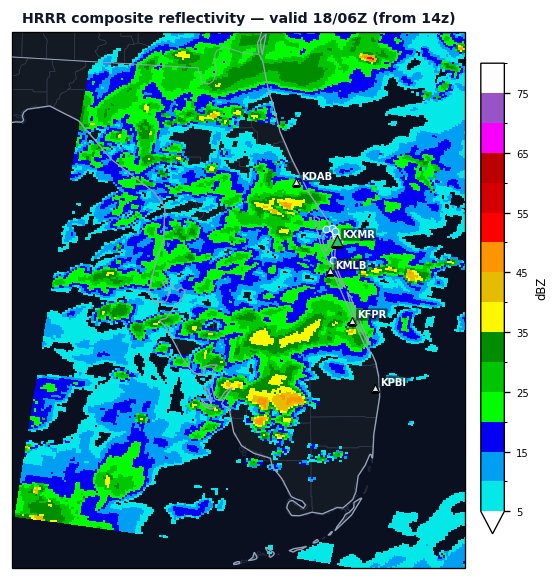 HRRR composite reflectivity — valid 18/06Z (from 14z)
KDAB
KXMR
KMLB
KFPR
KPBI
75
65
55
45
35
25
15
5
dBZ